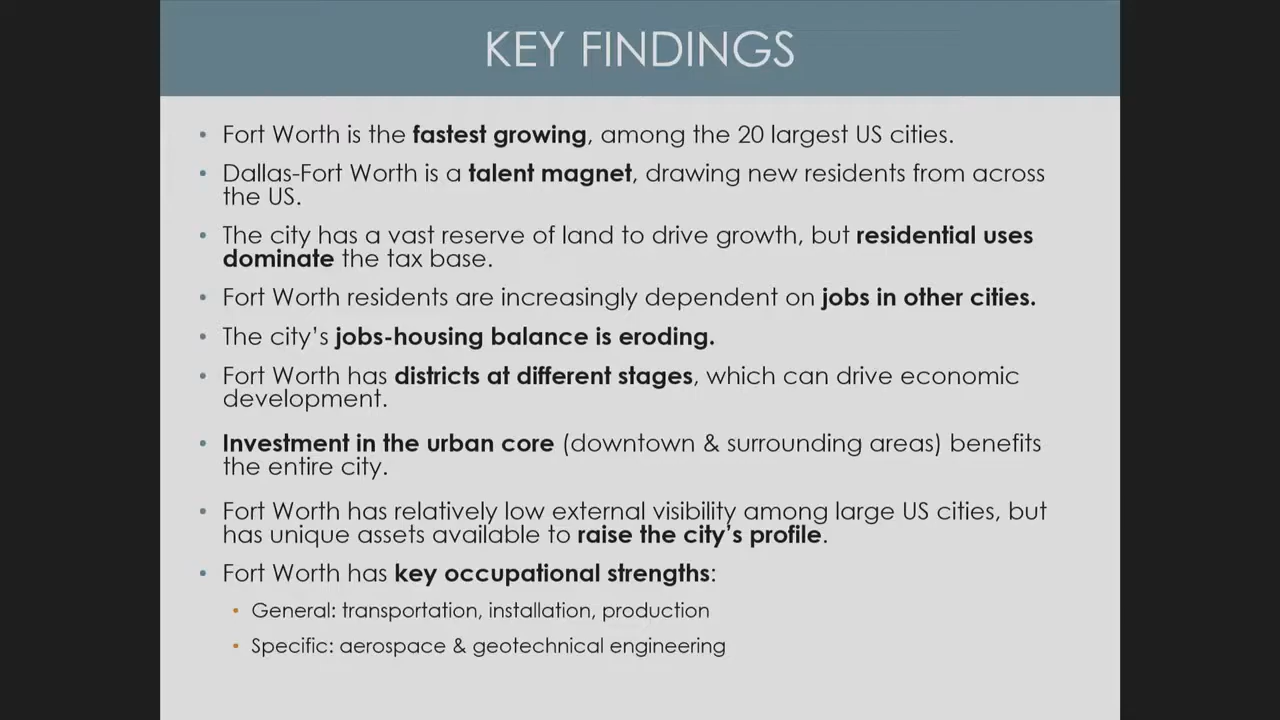 KEY FINDINGS
• Fort Worth is the fastest growing, among the 20 largest US cities.
• Dallas-Fort Worth is a talent magnet, drawing new residents from across
the US.
• The city has a vast reserve of land to drive growth, but residential uses
dominate the tax base.
• Fort Worth residents are increasingly dependent on jobs in other cities.
• The city's jobs-housing balance is eroding.
• Fort Worth has districts at different stages, which can drive economic
development.
• Investment in the urban core (downtown & surrounding areas) benefits
the entire city.
• Fort Worth has relatively low external visibility among large US cities, but
has unique assets available to raise the city's profile.
• Fort Worth has key occupational strengths:
• General: transportation, installation, production
• Specific: aerospace & geotechnical engineering